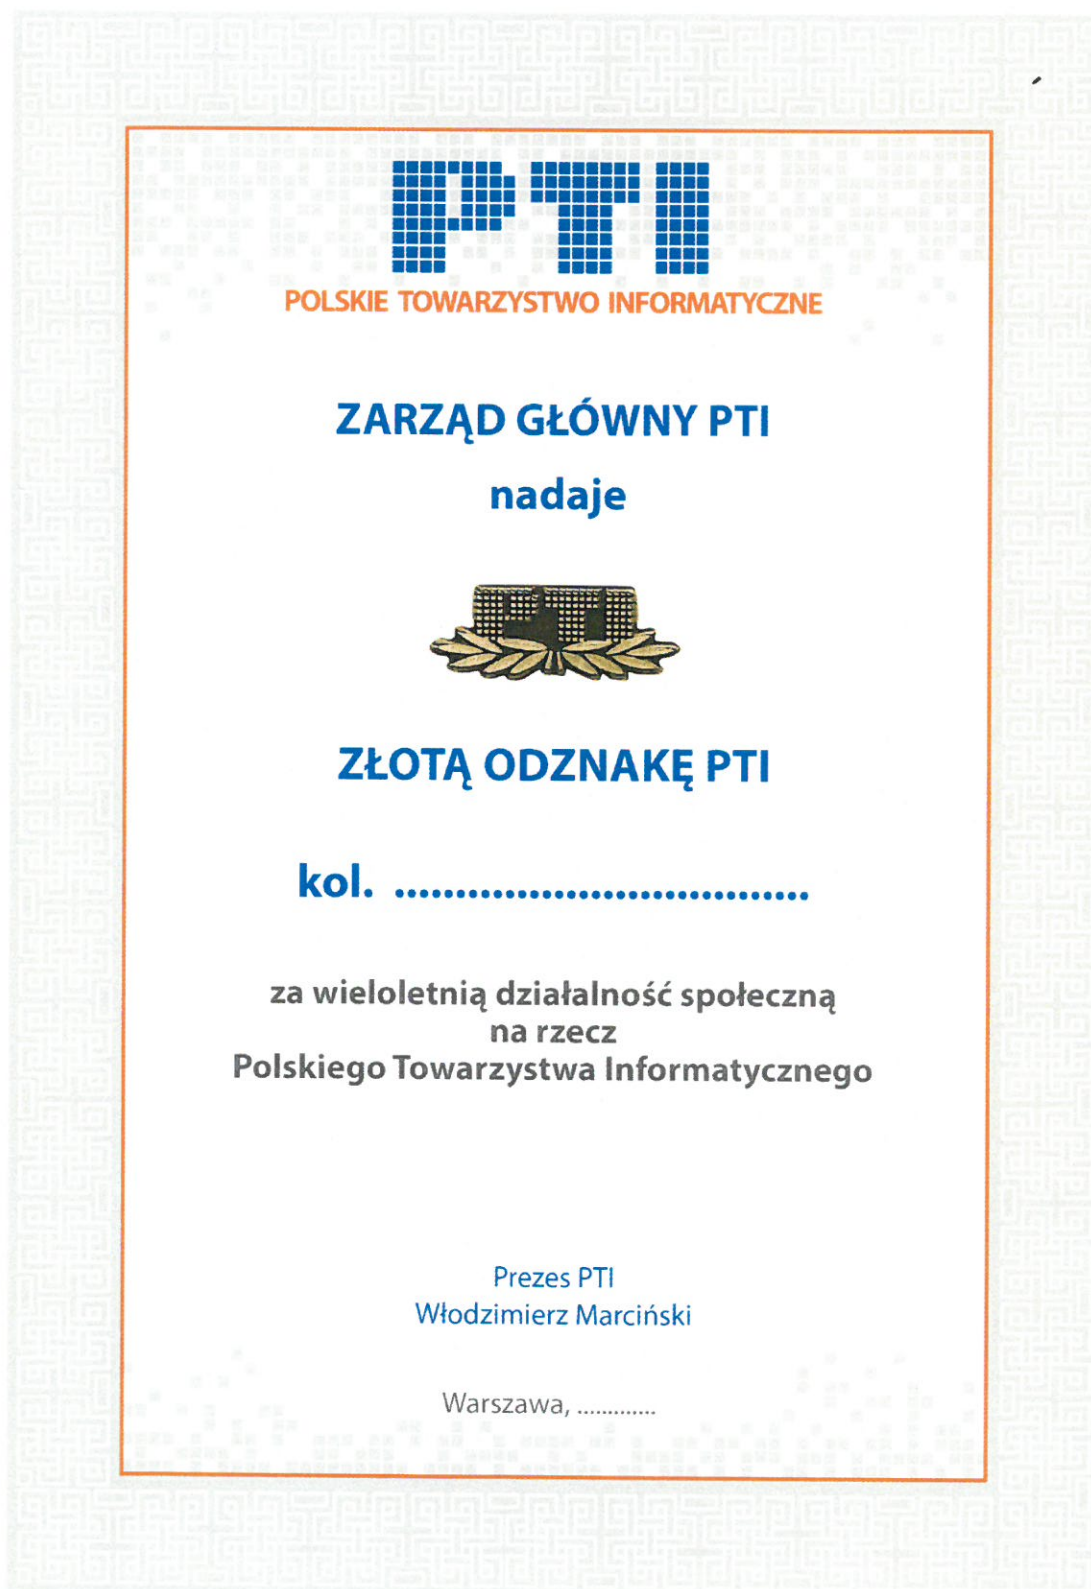 PTI
POLSKIE TOWARZYSTWO INFORMATYCZNE
ZARZĄD GŁÓWNY PTI
nadaje
PTI
ZŁOTĄ ODZNAKĘ PTI
kol. ..................................
za wieloletnią działalność społeczną
na rzecz
Polskiego Towarzystwa Informatycznego
Prezes PTI
Włodzimierz Marciński
Warszawa, .............